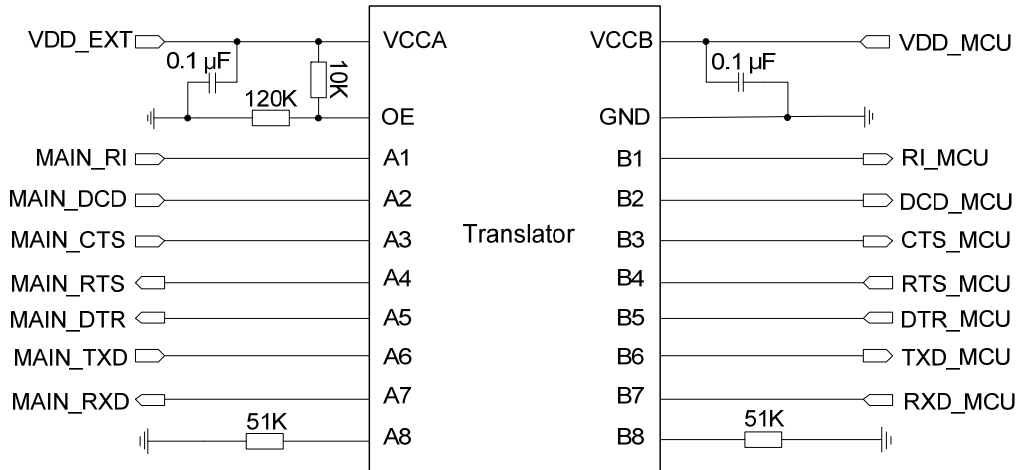 VDD_EXT VCCA VCCB VDD_MCU
0.1 µF 10K 0.1 µF
120K OE GND
MAIN_RI A1 B1 RI_MCU
MAIN_DCD A2 B2 DCD_MCU
MAIN_CTS A3 Translator B3 CTS_MCU
MAIN_RTS A4 B4 RTS_MCU
MAIN_DTR A5 B5 DTR_MCU
MAIN_TXD A6 B6 TXD_MCU
MAIN_RXD A7 B7 RXD_MCU
51K A8 B8 51K